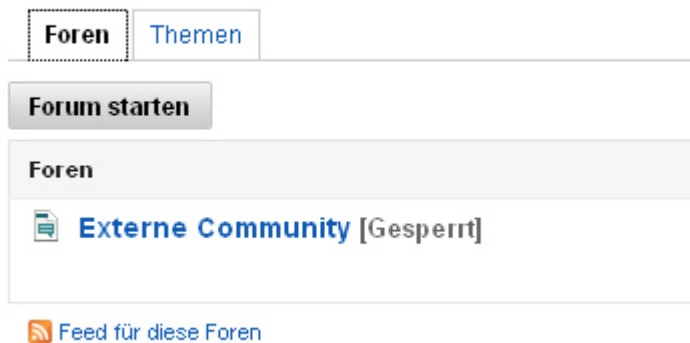 Foren Themen
Forum starten
Foren
Externe Community [Gesperrt]
Feed für diese Foren